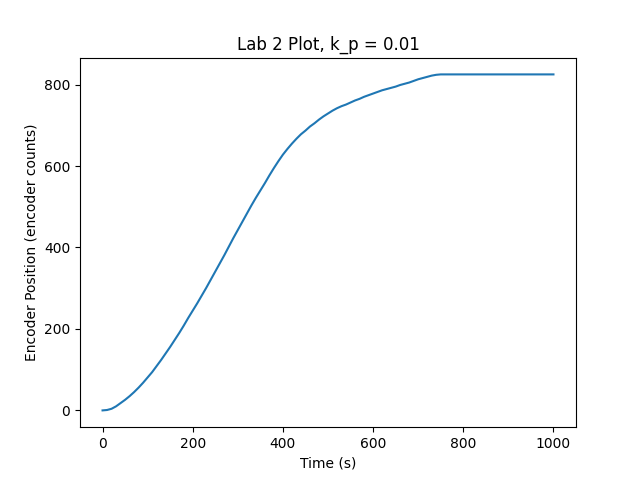 Lab 2 Plot, k_p = 0.01
Encoder Position (encoder counts)
800
600
400
200
0
0 200 400 600 800 1000
Time (s)